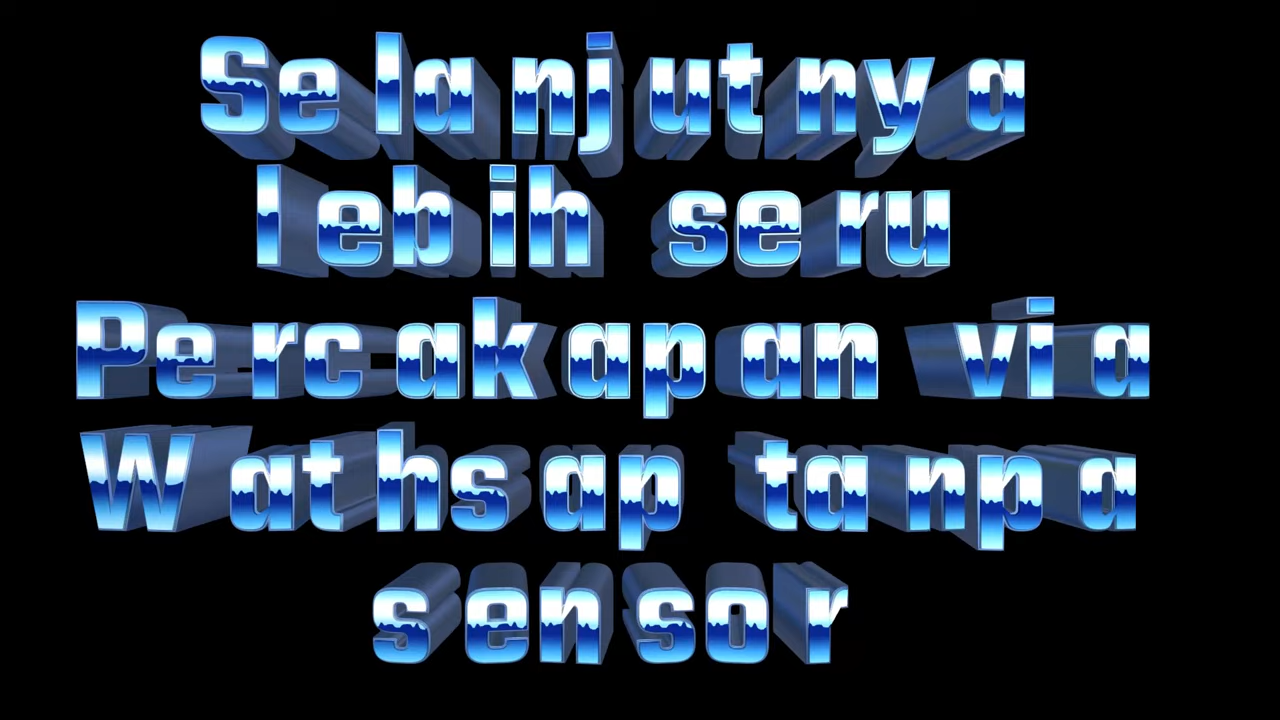 Selanjutnya
lebih seru
Percakapan via
Wathsap tanpa
sensor